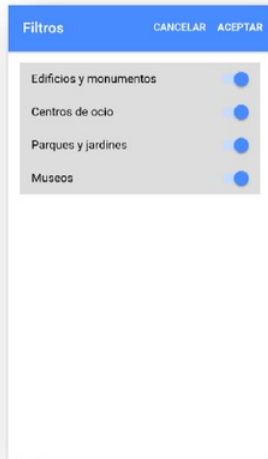 Filtros CANCELAR ACEPTAR
Edificios y monumentos
Centros de ocio
Parques y jardines
Museos